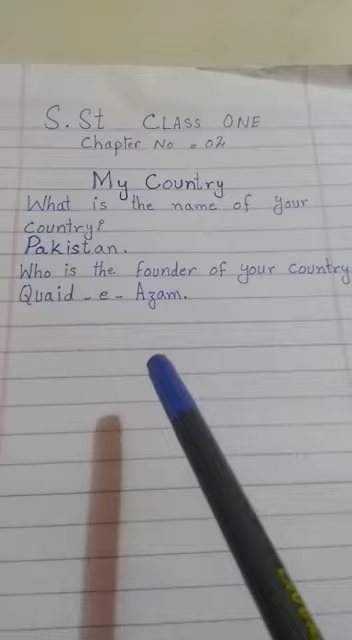 S.St CLASS ONE
Chapter No = 02
My Country
What is the name of your
country?
Pakistan.
Who is the founder of your country
Quaid-e-Azam.